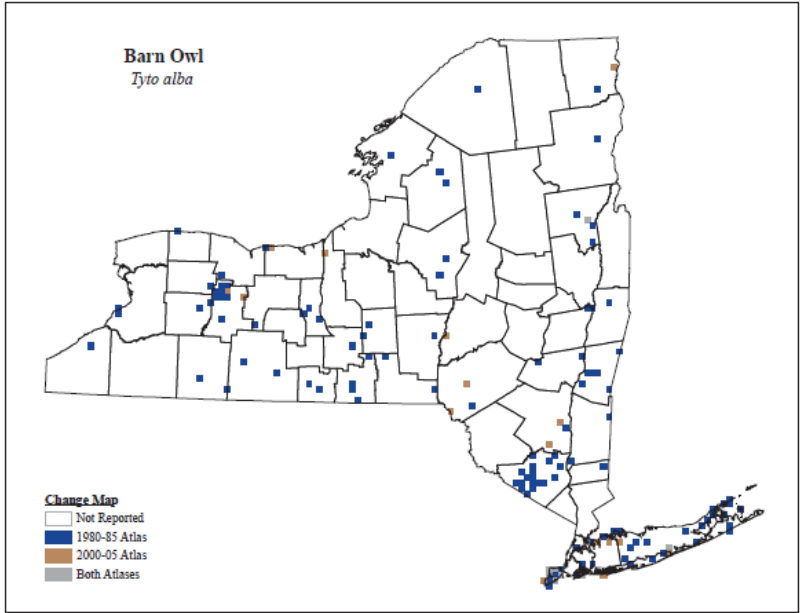 Barn Owl
Tyto alba
Change Map
Not Reported
1980-85 Atlas
2000-05 Atlas
Both Atlases